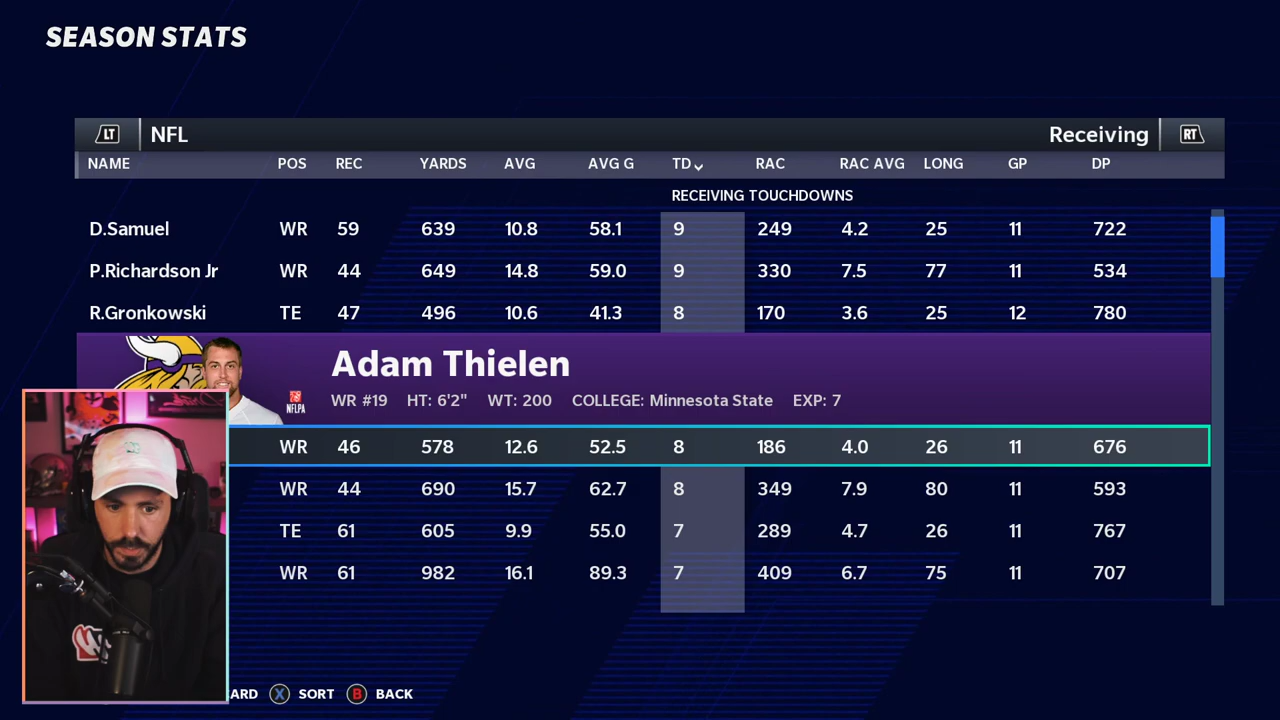 SEASON STATS
LT NFL Receiving RT
NAME POS REC YARDS AVG AVG G TD RAC RAC AVG LONG GP DP
RECEIVING TOUCHDOWNS
D.Samuel WR 59 639 10.8 58.1 9 249 4.2 25 11 722
P.Richardson Jr WR 44 649 14.8 59.0 9 330 7.5 77 11 534
R.Gronkowski TE 47 496 10.6 41.3 8 170 3.6 25 12 780
Adam Thielen
NFLPA WR #19 HT: 6'2" WT: 200 COLLEGE: Minnesota State EXP: 7
WR 46 578 12.6 52.5 8 186 4.0 26 11 676
WR 44 690 15.7 62.7 8 349 7.9 80 11 593
TE 61 605 9.9 55.0 7 289 4.7 26 11 767
WR 61 982 16.1 89.3 7 409 6.7 75 11 707
ARD X SORT B BACK